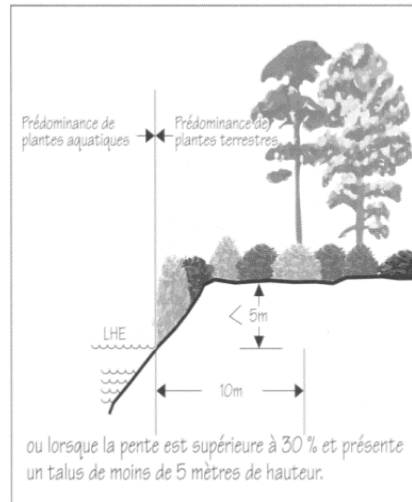 Prédominance de
plantes aquatiques
Prédominance de
plantes terrestres
< 5m
LHE
10m
ou lorsque la pente est supérieure à 30 % et présente
un talus de moins de 5 mètres de hauteur.